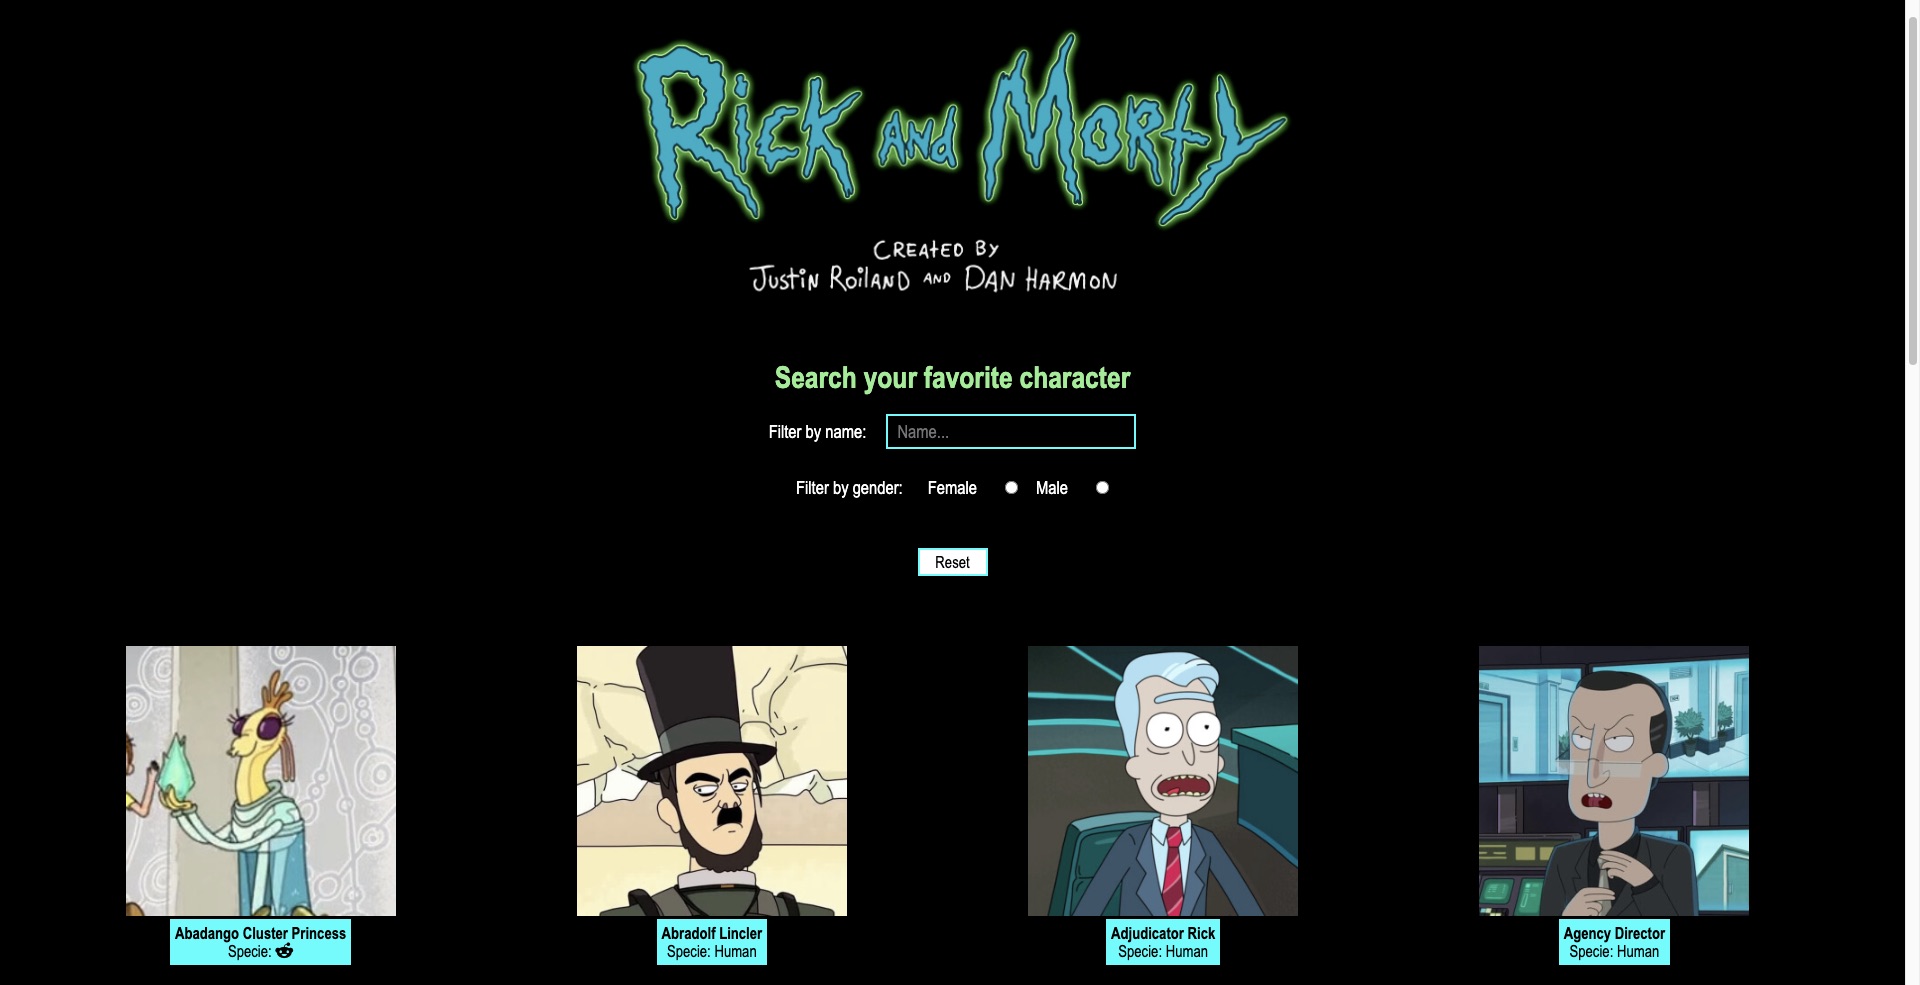 Rick and Morty
Created by
Justin Roiland and Dan Harmon
Search your favorite character
Filter by name: Name...
Filter by gender: Female Male
Reset
Abadango Cluster Princess
Specie:
Abradolf Lincler
Specie: Human
Adjudicator Rick
Specie: Human
Agency Director
Specie: Human